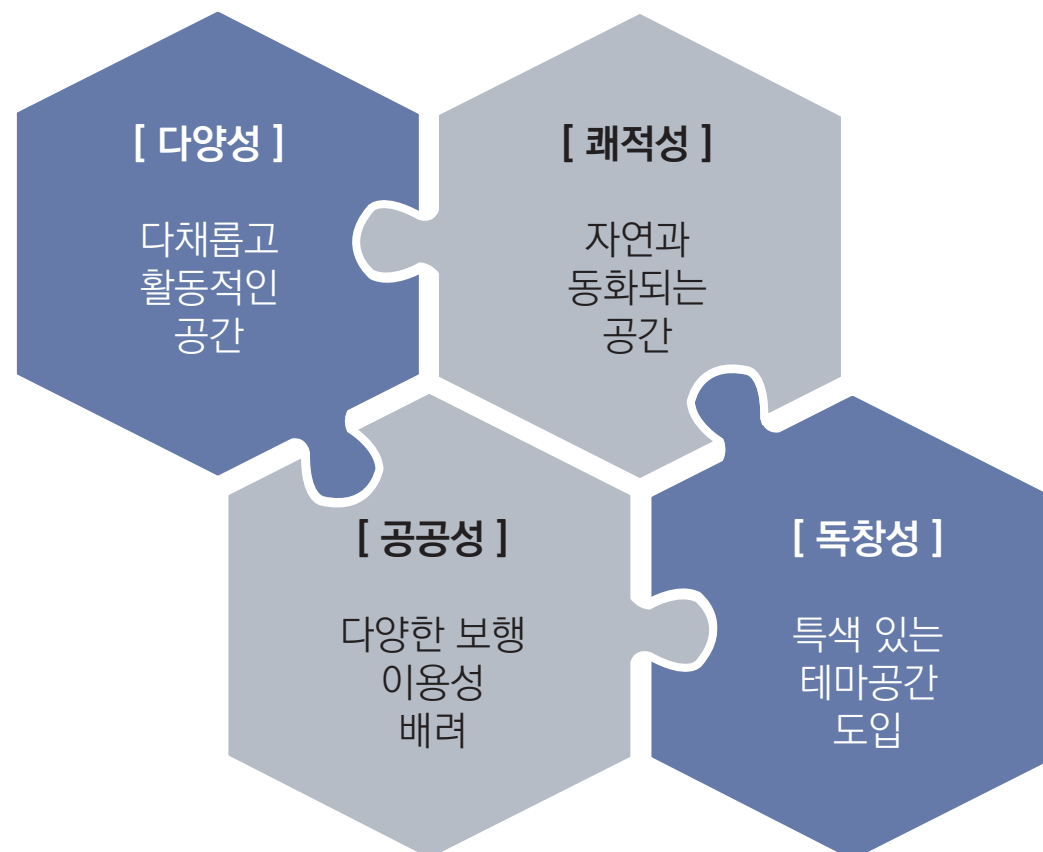 [ 다양성 ]
다채롭고
활동적인
공간
[ 쾌적성 ]
자연과
동화되는
공간
[ 공공성 ]
다양한 보행
이용성
배려
[ 독창성 ]
특색 있는
테마공간
도입